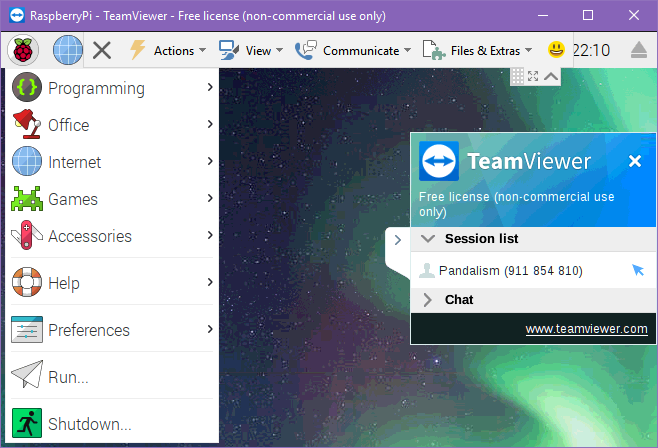 RaspberryPi - TeamViewer - Free license (non-commercial use only)
Actions View Communicate Files & Extras 22:10
Programming
Office
Internet
Games
Accessories
Help
Preferences
Run...
Shutdown...
TeamViewer
Free license (non-commercial use
only)
Session list
Pandalism (911 854 810)
Chat
www.teamviewer.com